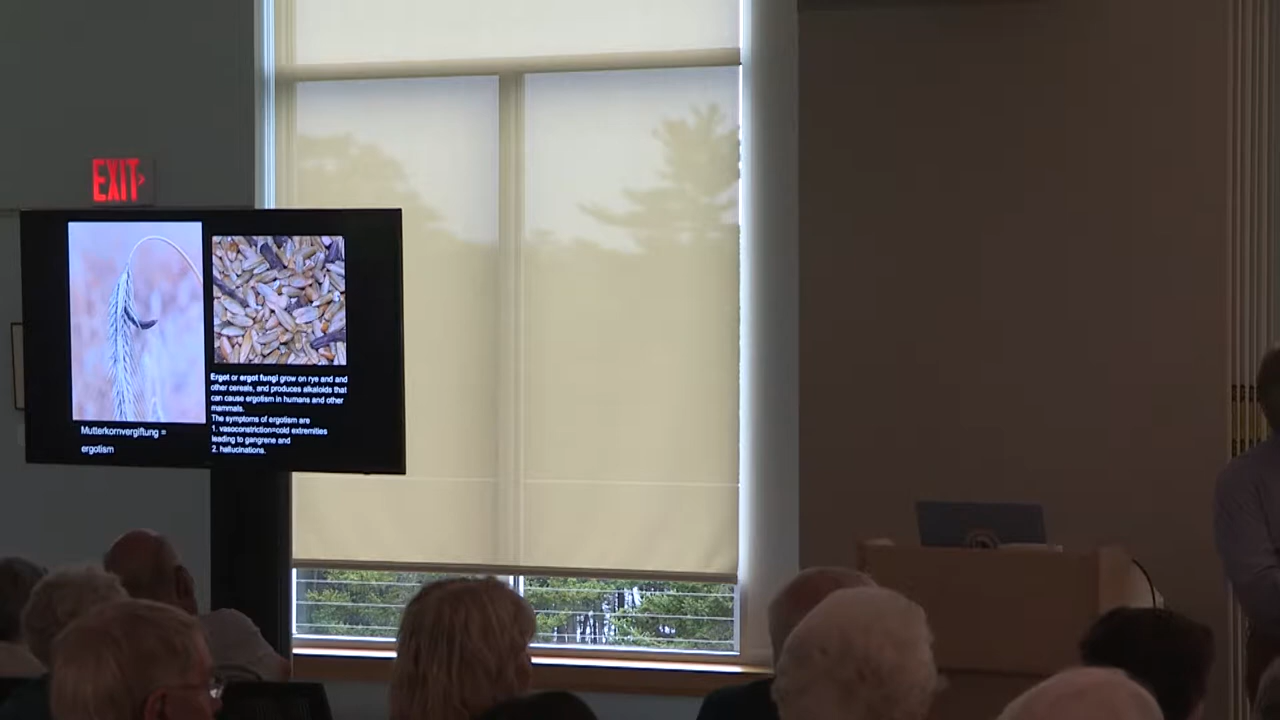 EXIT
Mutterkornvergiftung =
ergotism
Ergot or ergot fungi grow on rye and and
other cereals, and produces alkaloids that
can cause ergotism in humans and other
mammals.
The symptoms of ergotism are
1. vasoconstriction=cold extremities
leading to gangrene and
2. hallucinations.